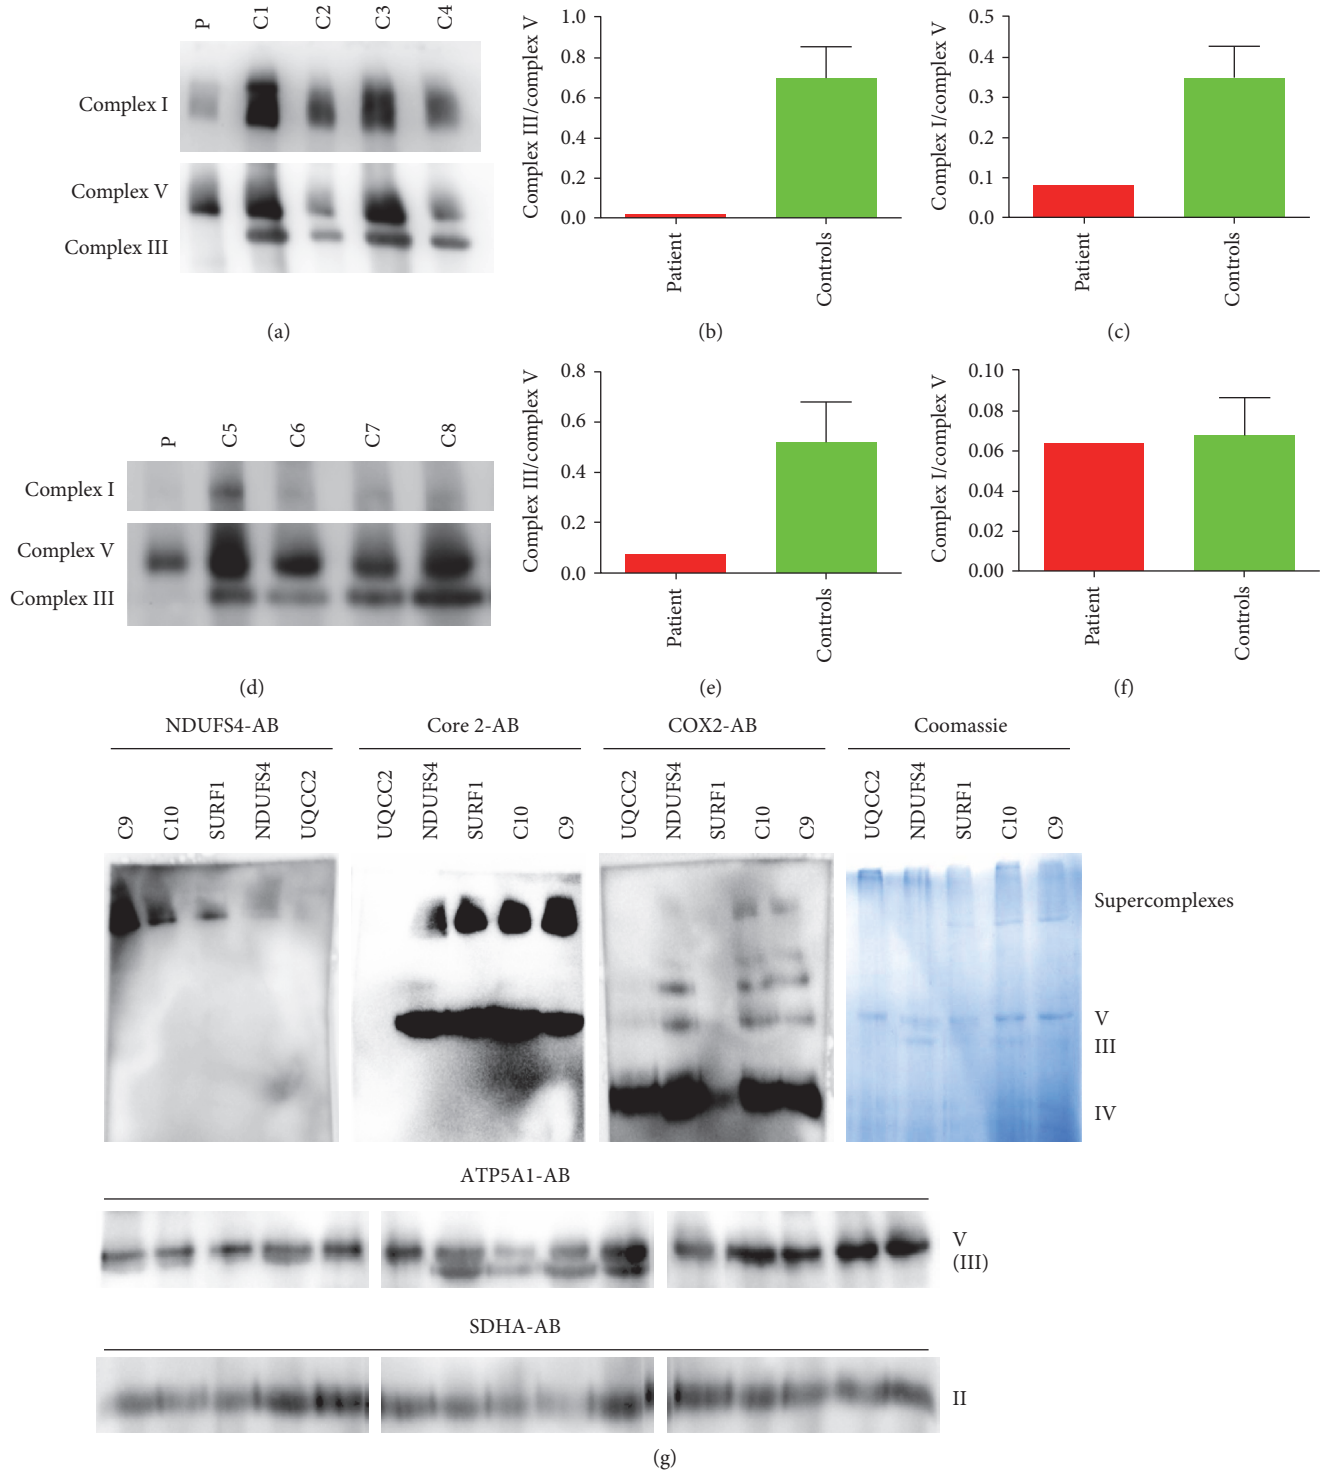 P C1 C2 C3 C4
Complex I
Complex V
Complex III
(a)
Complex III/complex V
1.0
0.8
0.6
0.4
0.2
0.0
Patient
Controls
(b)
Complex I/complex V
0.5
0.4
0.3
0.2
0.1
0.0
Patient
Controls
(c)
P C5 C6 C7 C8
Complex I
Complex V
Complex III
(d)
Complex III/complex V
0.8
0.6
0.4
0.2
0.0
Patient
Controls
(e)
Complex I/complex V
0.10
0.08
0.06
0.04
0.02
0.00
Patient
Controls
(f)
NDUFS4-AB Core 2-AB COX2-AB Coomassie
C9 C10 SURF1 NDUFS4 UQCC2 UQCC2 NDUFS4 SURF1 C10 C9 UQCC2 NDUFS4 SURF1 C10 C9 UQCC2 NDUFS4 SURF1 C10 C9
Supercomplexes
V
III
IV
ATP5A1-AB
V
(III)
SDHA-AB
II
(g)